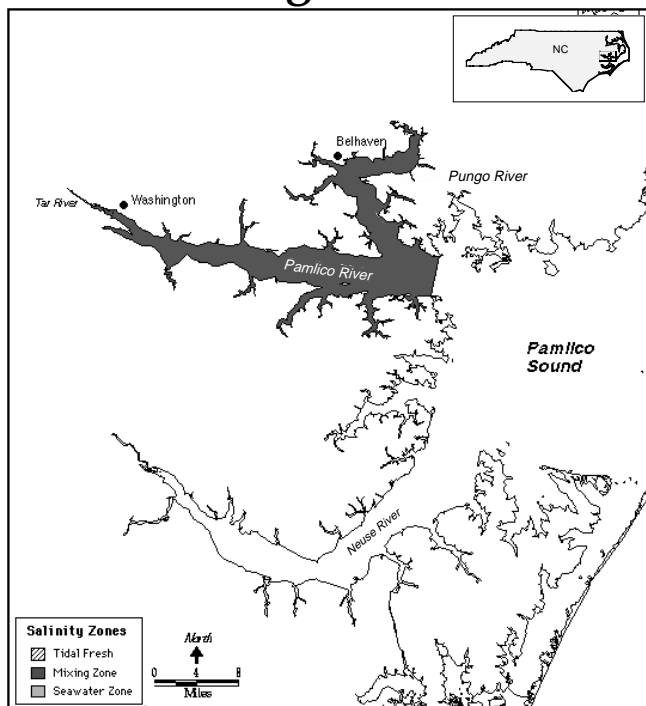 g
NC
Belhaven
Pungo River
Tar River
Washington
Pamlico River
Pamlico
Sound
Neuse River
Salinity Zones
Tidal Fresh
Mixing Zone
Seawater Zone
North
0 4 8
Miles